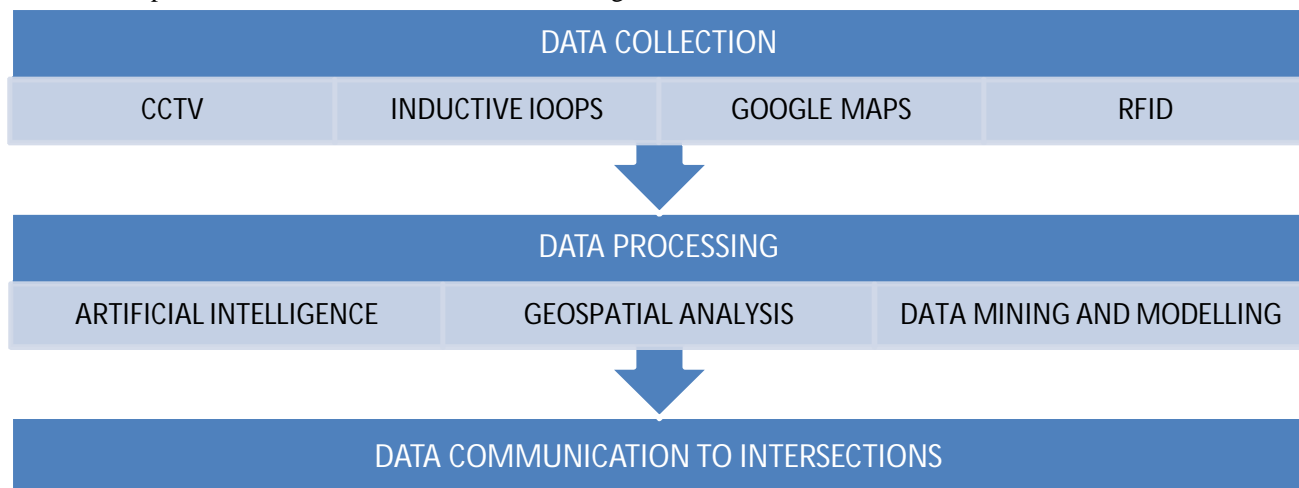 DATA COLLECTION
CCTV INDUCTIVE lOOPS GOOGLE MAPS RFID
DATA PROCESSING
ARTIFICIAL INTELLIGENCE GEOSPATIAL ANALYSIS DATA MINING AND MODELLING
DATA COMMUNICATION TO INTERSECTIONS